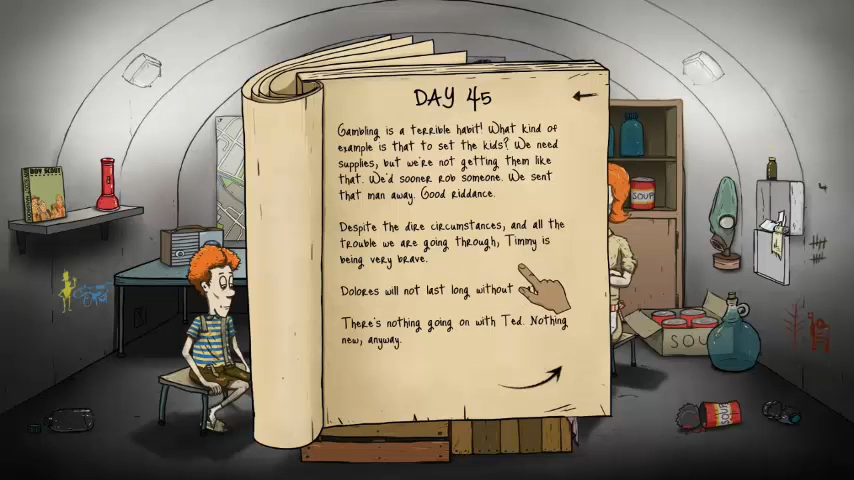 DAY 45
Gambling is a terrible habit! What kind of
example is that to set the kids? We need
supplies, but we're not getting them like
that. We'd sooner rob someone. We sent
that man away. Good riddance.
Despite the dire circumstances, and all the
trouble we are going through, Timmy is
being very brave.
Dolores will not last long without
There's nothing going on with Ted. Nothing
new, anyway.
BOY SCOUT
SOUP
SOU
SOUP